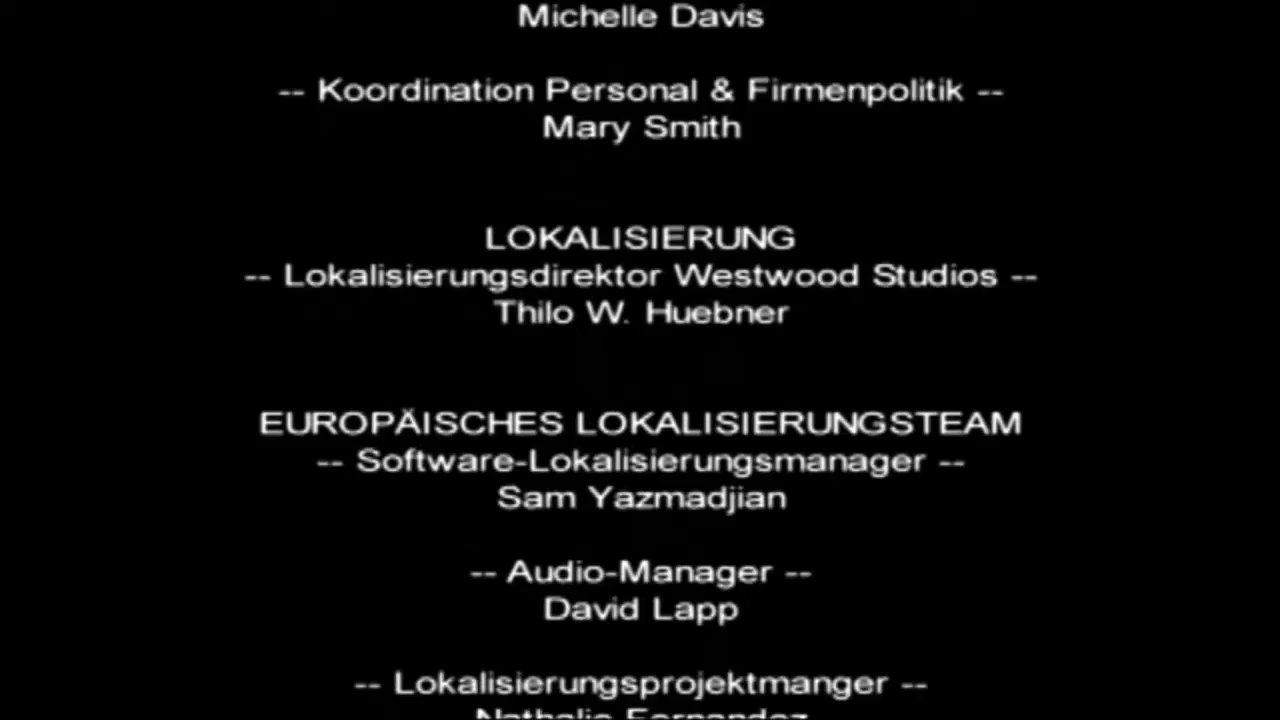 Michelle Davis
-- Koordination Personal & Firmenpolitik --
Mary Smith
LOKALISIERUNG
-- Lokalisierungsdirektor Westwood Studios --
Thilo W. Huebner
EUROPÄISCHES LOKALISIERUNGSTEAM
-- Software-Lokalisierungsmanager --
Sam Yazmadjian
-- Audio-Manager --
David Lapp
-- Lokalisierungsprojektmanger --
Nathalie Fernandez